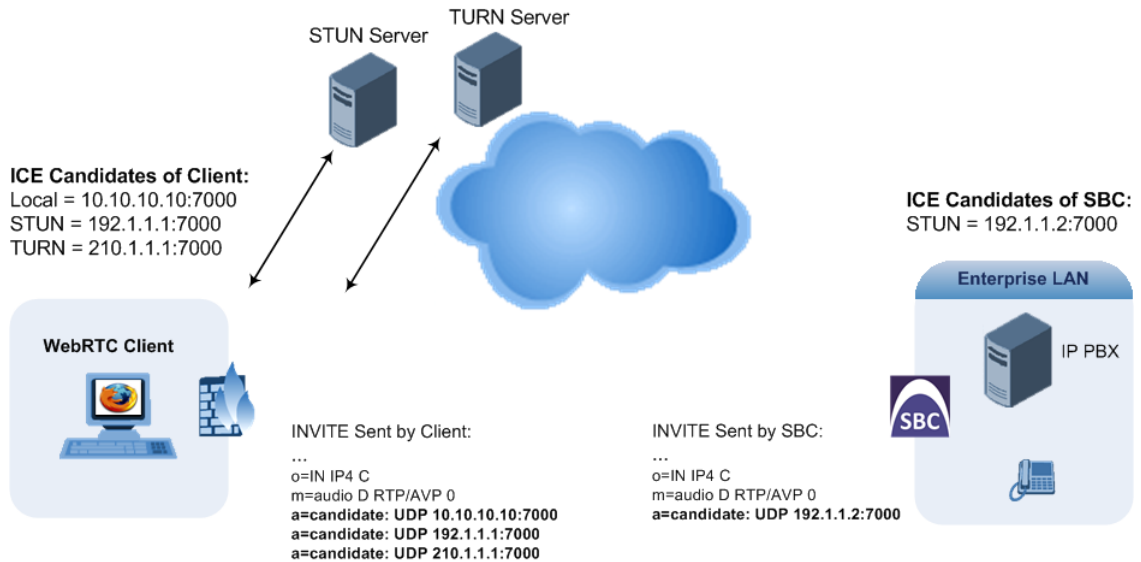 TURN Server
STUN Server
ICE Candidates of Client:
Local = 10.10.10.10:7000
STUN = 192.1.1.1:7000
TURN = 210.1.1.1:7000
ICE Candidates of SBC:
STUN = 192.1.1.2:7000
Enterprise LAN
IP PBX
SBC
WebRTC Client
INVITE Sent by Client:
...
o=IN IP4 C
m=audio D RTP/AVP 0
a=candidate: UDP 10.10.10.10:7000
a=candidate: UDP 192.1.1.1:7000
a=candidate: UDP 210.1.1.1:7000
INVITE Sent by SBC:
...
o=IN IP4 C
m=audio D RTP/AVP 0
a=candidate: UDP 192.1.1.2:7000